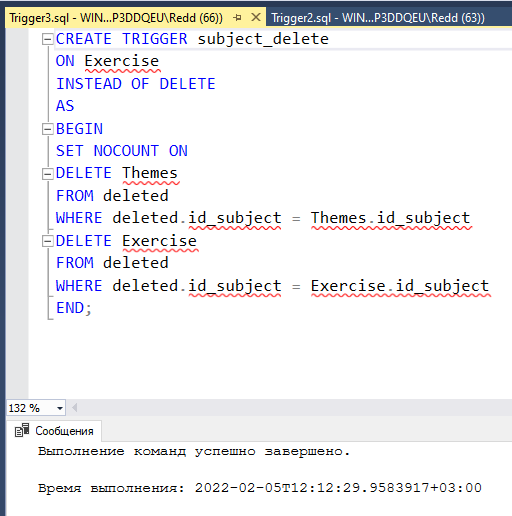 Trigger3.sql - WIN...P3DDQEU\Redd (66))
Trigger2.sql - WIN...P3DDQEU\Redd (63))
CREATE TRIGGER subject_delete
ON Exercise
INSTEAD OF DELETE
AS
BEGIN
SET NOCOUNT ON
DELETE Themes
FROM deleted
WHERE deleted.id_subject = Themes.id_subject
DELETE Exercise
FROM deleted
WHERE deleted.id_subject = Exercise.id_subject
END;
132 %
Сообщения
Выполнение команд успешно завершено.
Время выполнения: 2022-02-05T12:12:29.9583917+03:00